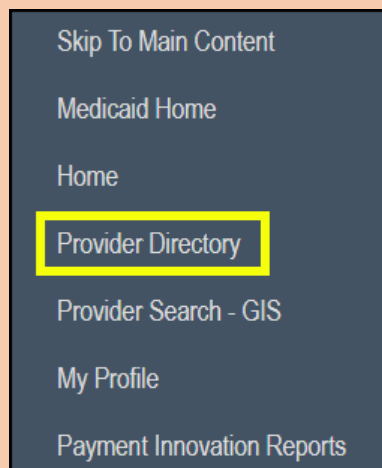 Skip To Main Content
Medicaid Home
Home
Provider Directory
Provider Search - GIS
My Profile
Payment Innovation Reports